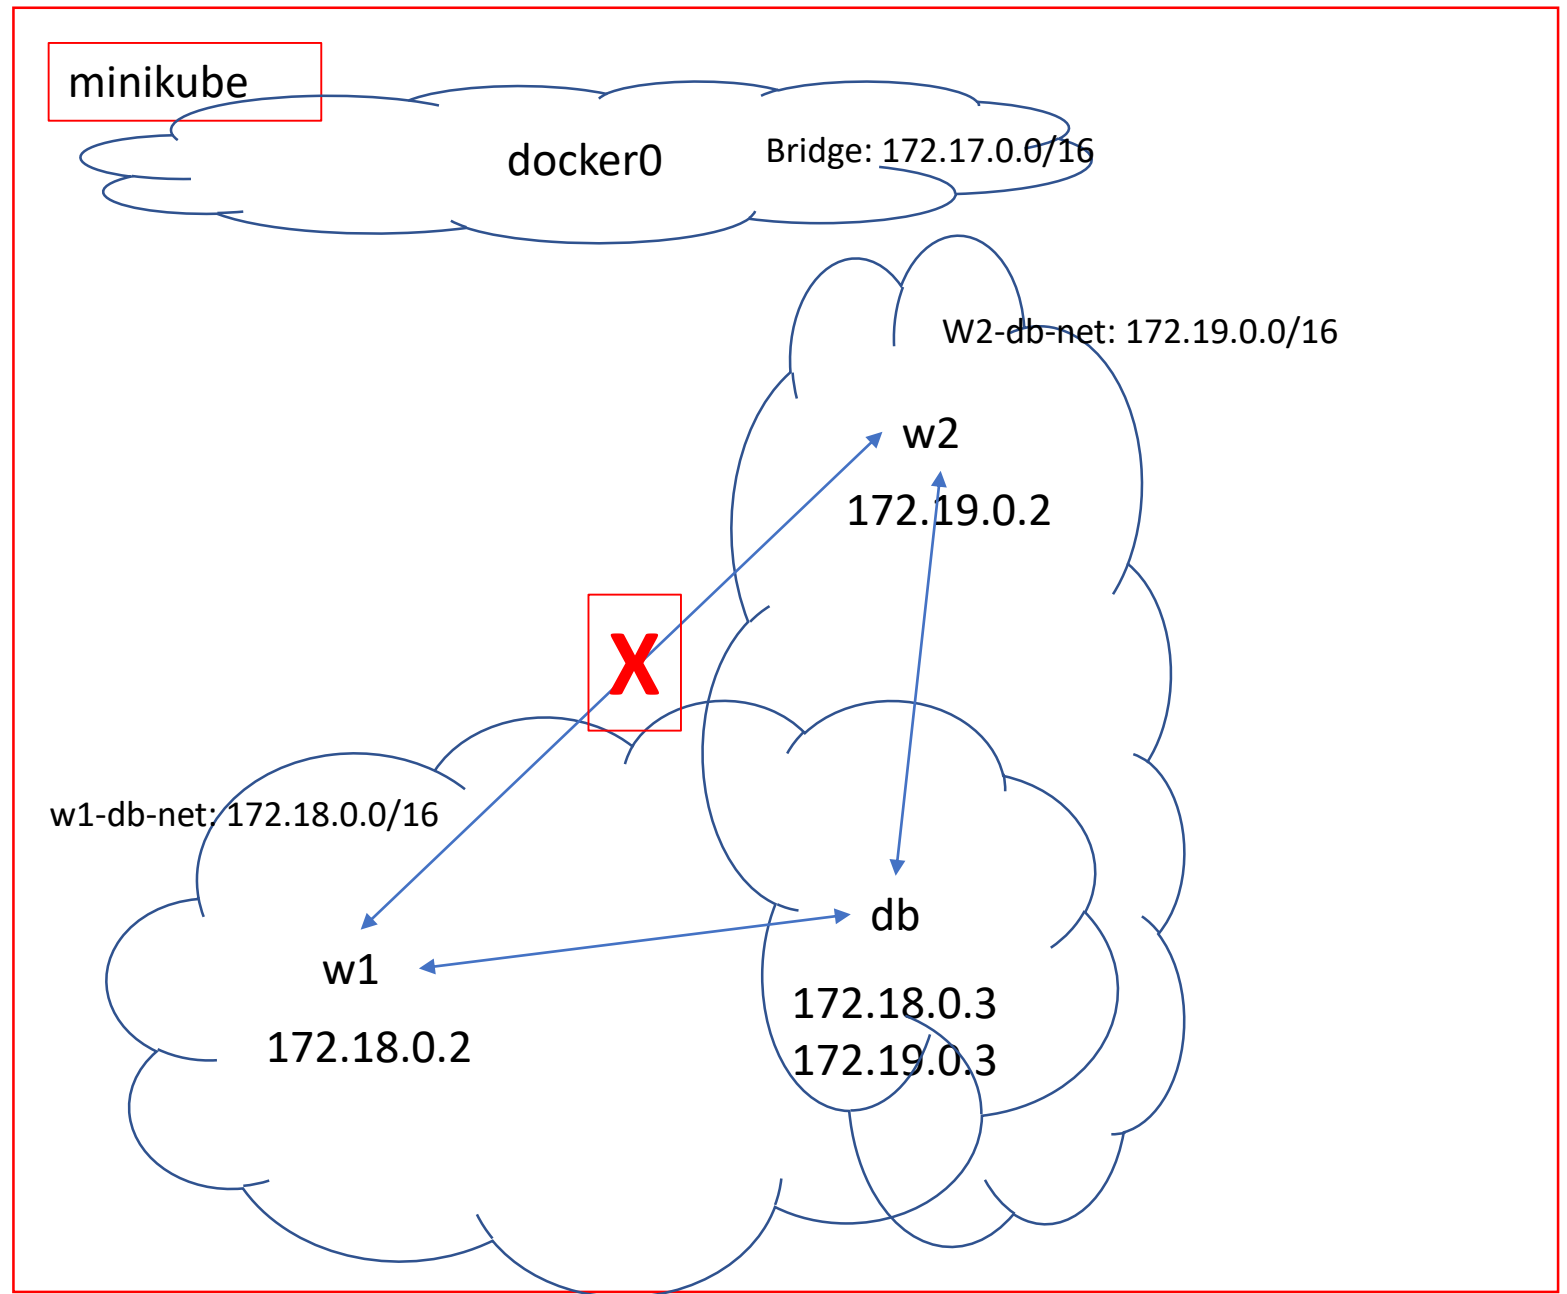 minikube
docker0
Bridge: 172.17.0.0/16
W2-db-net: 172.19.0.0/16
w2
172.19.0.2
X
w1-db-net: 172.18.0.0/16
db
w1
172.18.0.3
172.18.0.2
172.19.0.3